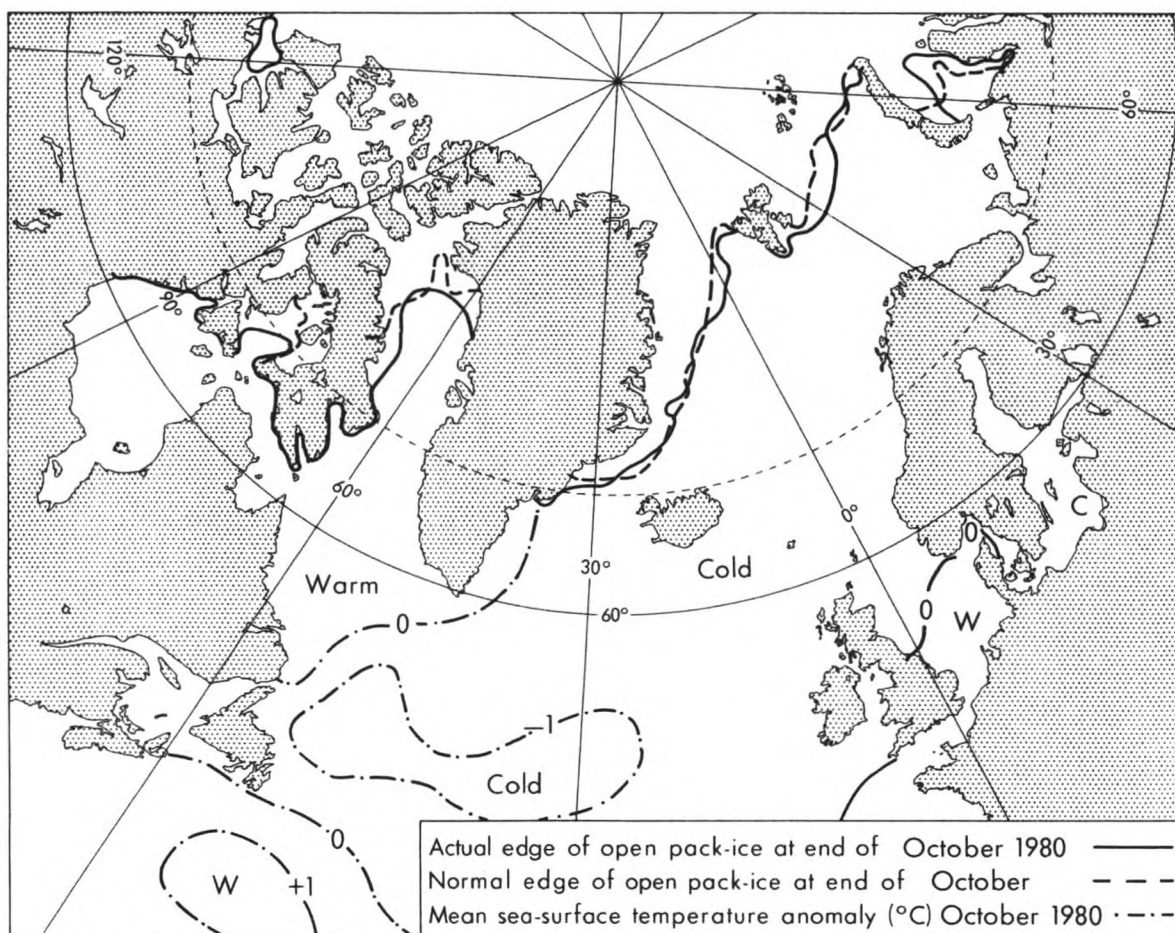 120°
60°
90°
30°
60°
0°
C
0
Cold
30°
Warm
60°
0
W
0
−1
Cold
0
W
+1
Actual edge of open pack-ice at end of October 1980
Normal edge of open pack-ice at end of October
Mean sea-surface temperature anomaly (°C) October 1980